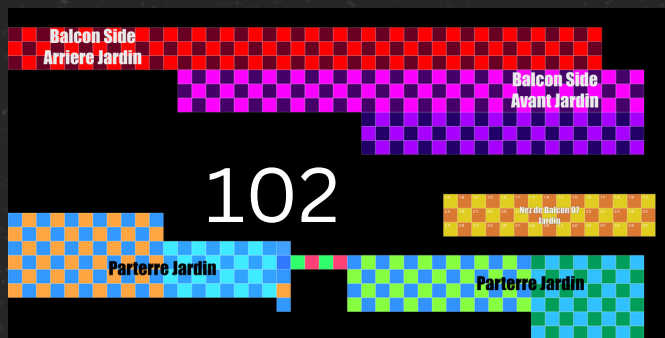 Balcon Side
Arriere Jardin
Balcon Side
Avant Jardin
102
Nez de Balcon 07
Jardin
Parterre Jardin
Parterre Jardin